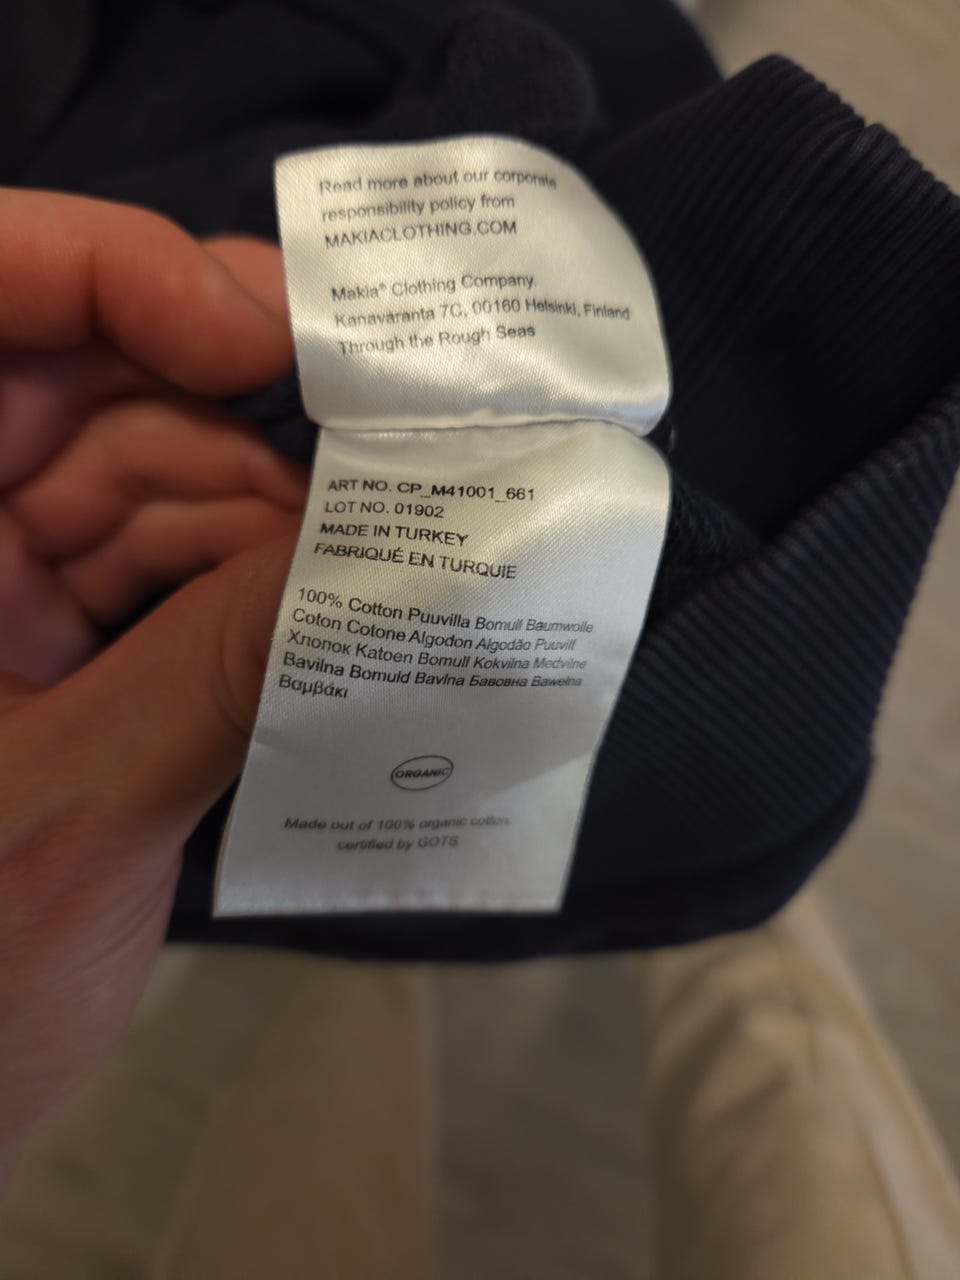 Read more about our corporate
responsibility policy from
MAKIACLOTHING.COM
Makia® Clothing Company.
Kanavaranta 7C, 00160 Helsinki, Finland
Through the Rough Seas
ART NO. CP_M41001_661
LOT NO. 01902
MADE IN TURKEY
FABRIQUÉ EN TURQUIE
100% Cotton Puuvilla Bomull Baumwolle
Coton Cotone Algodon Algodão Puuvill
Хлопок Katoen Bomull Kokvilna Medvilne
Bavlna Bomuld Bavlna Бавовна Bawełna
Βαμβάκι
ORGANIC
Made out of 100% organic cotton
certified by GOTS